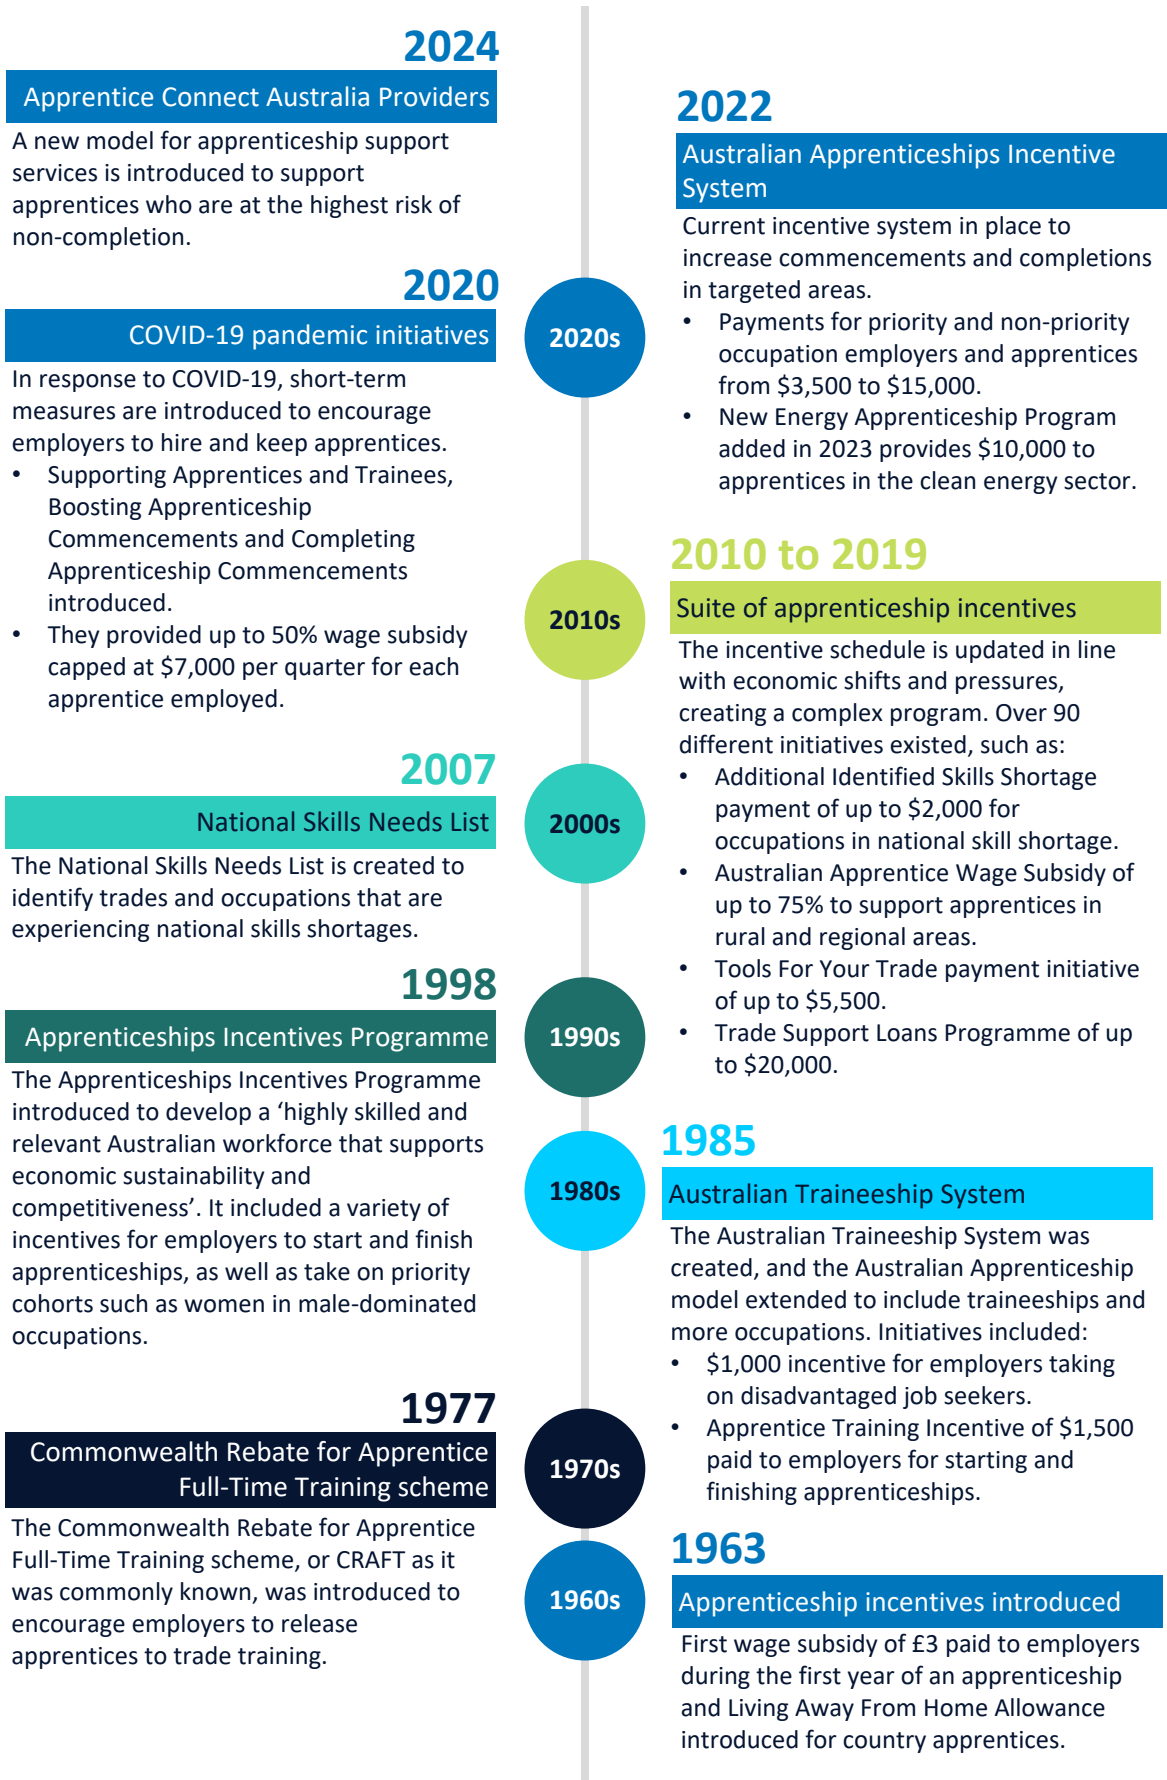 2024
Apprentice Connect Australia Providers
A new model for apprenticeship support
services is introduced to support
apprentices who are at the highest risk of
non-completion.
2022
Australian Apprenticeships Incentive
System
Current incentive system in place to
increase commencements and completions
in targeted areas.
• Payments for priority and non-priority
occupation employers and apprentices
from $3,500 to $15,000.
• New Energy Apprenticeship Program
added in 2023 provides $10,000 to
apprentices in the clean energy sector.
2020s
2020
COVID-19 pandemic initiatives
In response to COVID-19, short-term
measures are introduced to encourage
employers to hire and keep apprentices.
• Supporting Apprentices and Trainees,
Boosting Apprenticeship
Commencements and Completing
Apprenticeship Commencements
introduced.
• They provided up to 50% wage subsidy
capped at $7,000 per quarter for each
apprentice employed.
2010s
2010 to 2019
Suite of apprenticeship incentives
The incentive schedule is updated in line
with economic shifts and pressures,
creating a complex program. Over 90
different initiatives existed, such as:
• Additional Identified Skills Shortage
payment of up to $2,000 for
occupations in national skill shortage.
• Australian Apprentice Wage Subsidy of
up to 75% to support apprentices in
rural and regional areas.
• Tools For Your Trade payment initiative
of up to $5,500.
• Trade Support Loans Programme of up
to $20,000.
2007
National Skills Needs List
2000s
The National Skills Needs List is created to
identify trades and occupations that are
experiencing national skills shortages.
1998
Apprenticeships Incentives Programme
1990s
The Apprenticeships Incentives Programme
introduced to develop a ‘highly skilled and
relevant Australian workforce that supports
economic sustainability and
competitiveness’. It included a variety of
incentives for employers to start and finish
apprenticeships, as well as take on priority
cohorts such as women in male-dominated
occupations.
1980s
1985
Australian Traineeship System
The Australian Traineeship System was
created, and the Australian Apprenticeship
model extended to include traineeships and
more occupations. Initiatives included:
• $1,000 incentive for employers taking
on disadvantaged job seekers.
• Apprentice Training Incentive of $1,500
paid to employers for starting and
finishing apprenticeships.
1977
Commonwealth Rebate for Apprentice
Full-Time Training scheme
1970s
The Commonwealth Rebate for Apprentice
Full-Time Training scheme, or CRAFT as it
was commonly known, was introduced to
encourage employers to release
apprentices to trade training.
1960s
1963
Apprenticeship incentives introduced
First wage subsidy of £3 paid to employers
during the first year of an apprenticeship
and Living Away From Home Allowance
introduced for country apprentices.